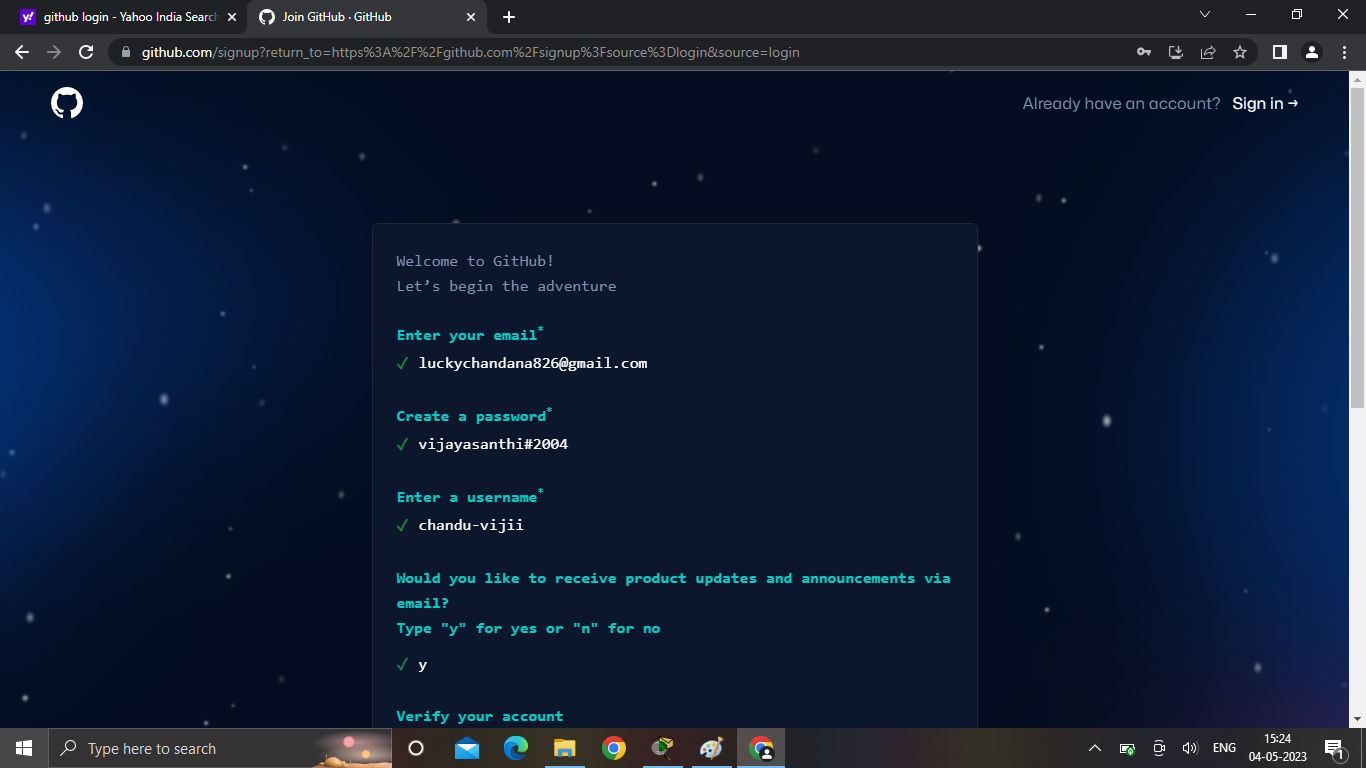 github login - Yahoo India Search
Join GitHub · GitHub
github.com/signup?return_to=https%3A%2F%2Fgithub.com%2Fsignup%3Fsource%3Dlogin&source=login
Already have an account? Sign in →
Welcome to GitHub!
Let’s begin the adventure
Enter your email*
✓ luckychandana826@gmail.com
Create a password*
✓ vijayasanthi#2004
Enter a username*
✓ chandu-vijii
Would you like to receive product updates and announcements via
email?
Type "y" for yes or "n" for no
✓ y
Verify your account
Type here to search
ENG
15:24
04-05-2023
1